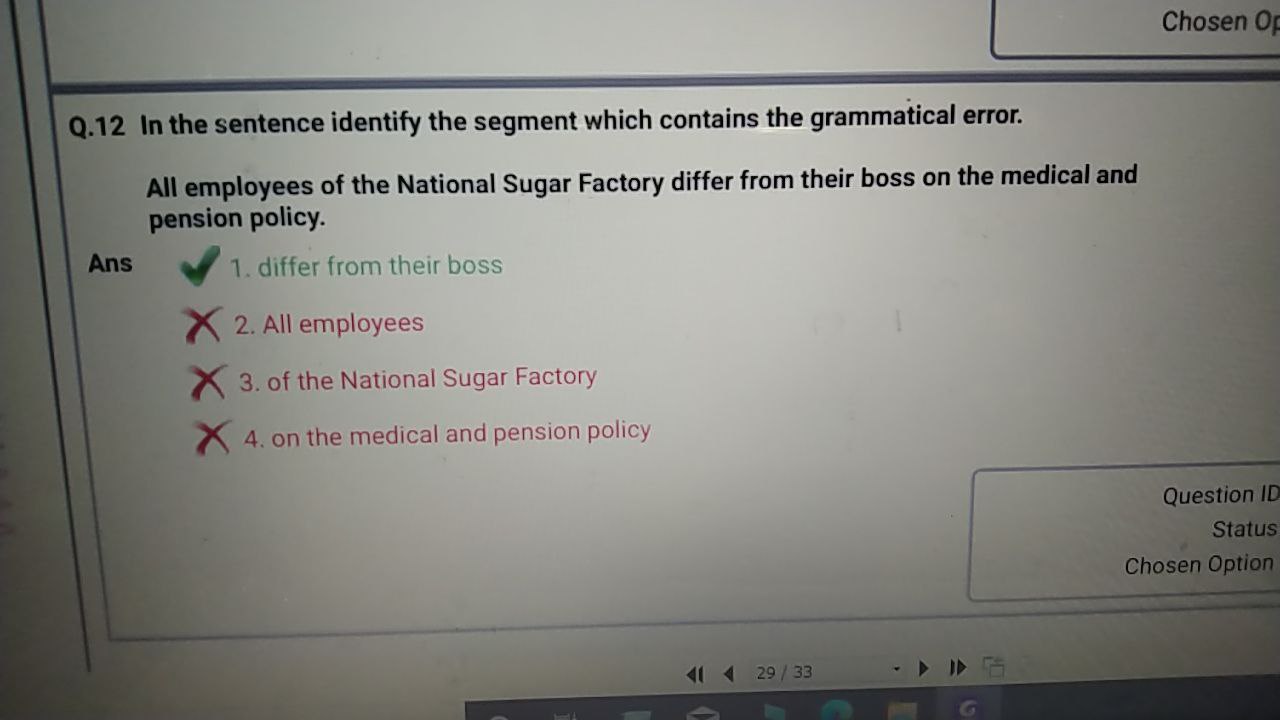 Chosen Op
Q.12 In the sentence identify the segment which contains the grammatical error.
All employees of the National Sugar Factory differ from their boss on the medical and
pension policy.
Ans
1. differ from their boss
2. All employees
3. of the National Sugar Factory
4. on the medical and pension policy
Question ID
Status
Chosen Option
29 / 33